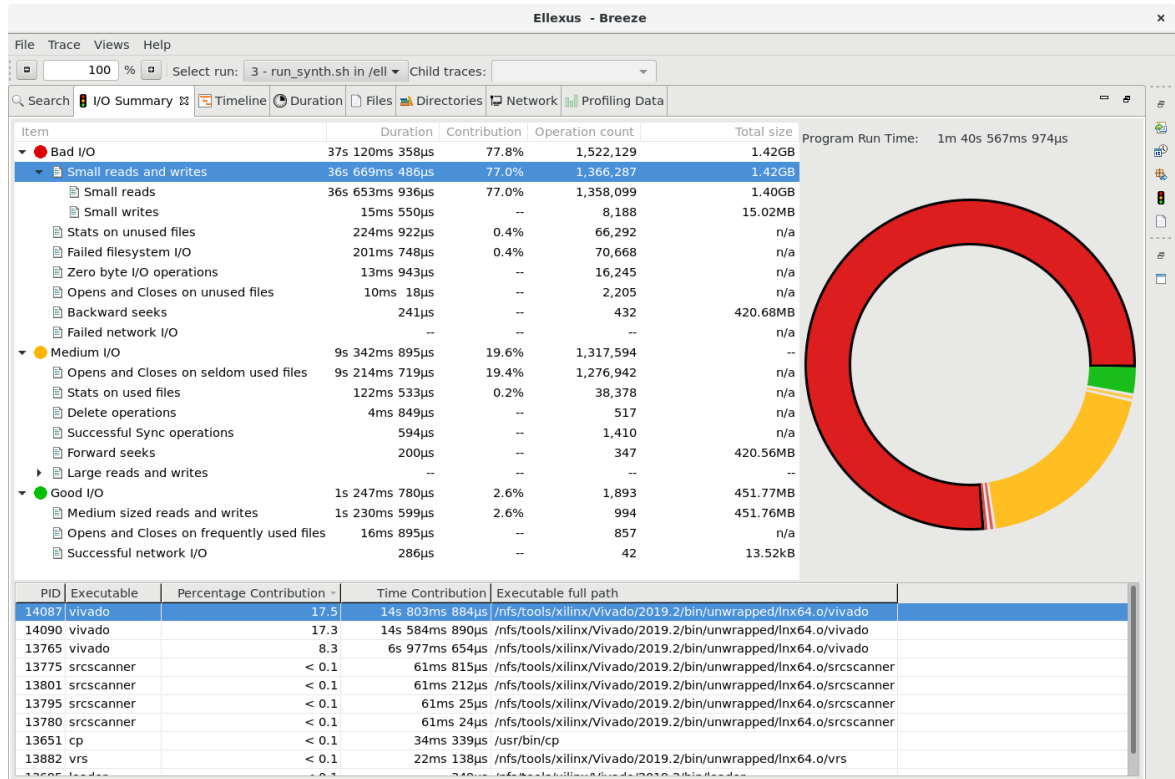 Ellexus - Breeze ×
File Trace Views Help
100 % Select run: 3 - run_synth.sh in /ell Child traces:
Search I/O Summary Timeline Duration Files Directories Network Profiling Data
Item Duration Contribution Operation count Total size
Program Run Time: 1m 40s 567ms 974µs
Bad I/O 37s 120ms 358µs 77.8% 1,522,129 1.42GB
Small reads and writes 36s 669ms 486µs 77.0% 1,366,287 1.42GB
Small reads 36s 653ms 936µs 77.0% 1,358,099 1.40GB
Small writes 15ms 550µs -- 8,188 15.02MB
Stats on unused files 224ms 922µs 0.4% 66,292 n/a
Failed filesystem I/O 201ms 748µs 0.4% 70,668 n/a
Zero byte I/O operations 13ms 943µs -- 16,245 n/a
Opens and Closes on unused files 10ms 18µs -- 2,205 n/a
Backward seeks 241µs -- 432 420.68MB
Failed network I/O -- -- -- n/a
Medium I/O 9s 342ms 895µs 19.6% 1,317,594 --
Opens and Closes on seldom used files 9s 214ms 719µs 19.4% 1,276,942 n/a
Stats on used files 122ms 533µs 0.2% 38,378 n/a
Delete operations 4ms 849µs -- 517 n/a
Successful Sync operations 594µs -- 1,410 n/a
Forward seeks 200µs -- 347 420.56MB
Large reads and writes -- -- -- --
Good I/O 1s 247ms 780µs 2.6% 1,893 451.77MB
Medium sized reads and writes 1s 230ms 599µs 2.6% 994 451.76MB
Opens and Closes on frequently used files 16ms 895µs -- 857 n/a
Successful network I/O 286µs -- 42 13.52kB
PID Executable Percentage Contribution Time Contribution Executable full path
14087 vivado 17.5 14s 803ms 884µs /nfs/tools/xilinx/Vivado/2019.2/bin/unwrapped/lnx64.o/vivado
14090 vivado 17.3 14s 584ms 890µs /nfs/tools/xilinx/Vivado/2019.2/bin/unwrapped/lnx64.o/vivado
13765 vivado 8.3 6s 977ms 654µs /nfs/tools/xilinx/Vivado/2019.2/bin/unwrapped/lnx64.o/vivado
13775 srcscanner < 0.1 61ms 815µs /nfs/tools/xilinx/Vivado/2019.2/bin/unwrapped/lnx64.o/srcscanner
13801 srcscanner < 0.1 61ms 212µs /nfs/tools/xilinx/Vivado/2019.2/bin/unwrapped/lnx64.o/srcscanner
13795 srcscanner < 0.1 61ms 25µs /nfs/tools/xilinx/Vivado/2019.2/bin/unwrapped/lnx64.o/srcscanner
13780 srcscanner < 0.1 61ms 24µs /nfs/tools/xilinx/Vivado/2019.2/bin/unwrapped/lnx64.o/srcscanner
13651 cp < 0.1 34ms 339µs /usr/bin/cp
13882 vrs < 0.1 22ms 138µs /nfs/tools/xilinx/Vivado/2019.2/bin/unwrapped/lnx64.o/vrs